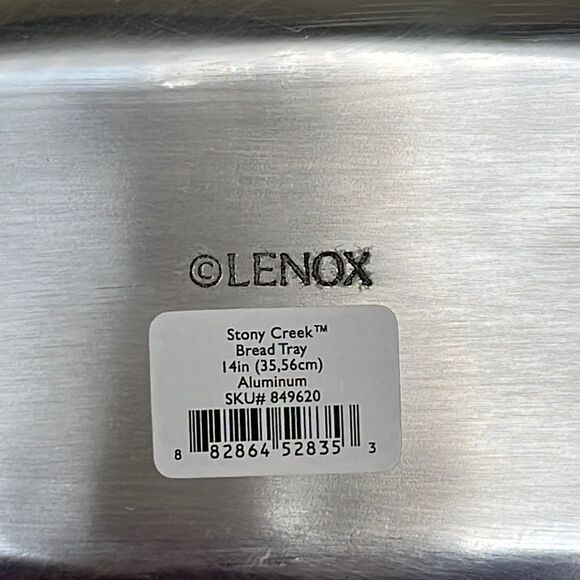 ©LENOX
Stony Creek™
Bread Tray
14in (35,56cm)
Aluminum
SKU# 849620
8 82864 52835 3